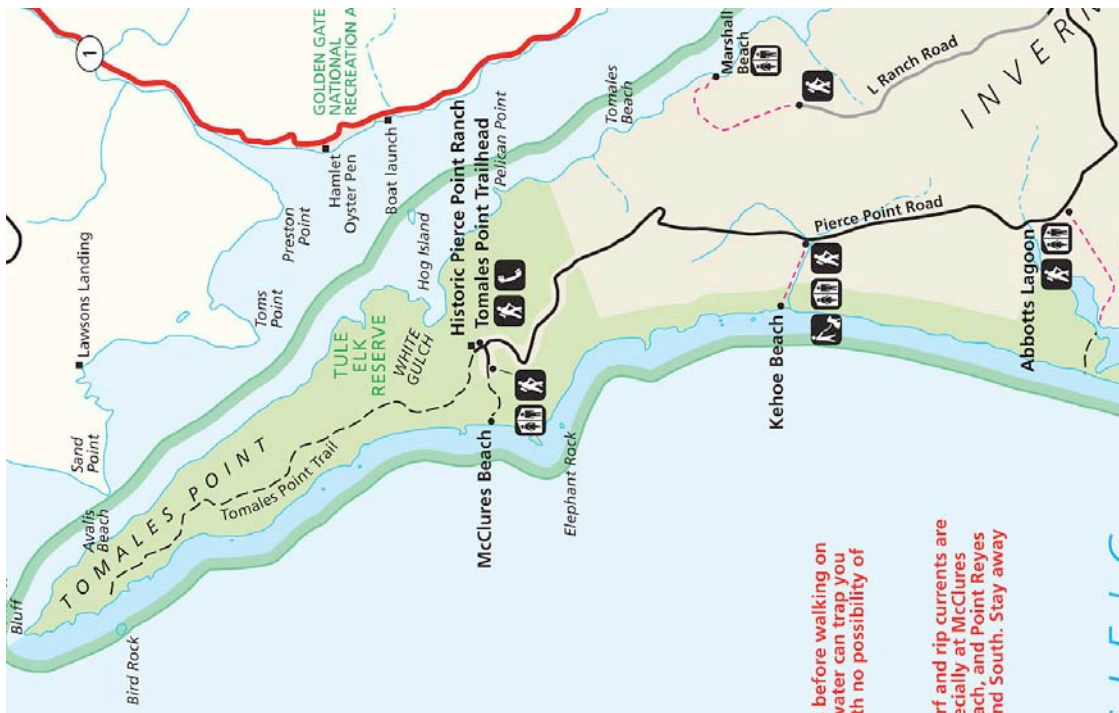 1
GOLDEN GATE
NATIONAL
RECREATION A
Marshall
Beach
L Ranch Road
INVERN
Lawsons Landing
Toms
Point
Preston
Point
Hamlet
Oyster Pen
Boat launch
Tomales
Beach
Pelican Point
Hog Island
Historic Pierce Point Ranch
Tomales Point Trailhead
Sand
Point
TULE
ELK
RESERVE
WHITE
GULCH
Pierce Point Road
Avalis
Beach
TOMALES POINT
Tomales Point Trail
McClures Beach
Kehoe Beach
Abbotts Lagoon
Bluff
Bird Rock
Elephant Rock
before walking on
water can trap you
th no possibility of
rf and rip currents are
ecially at McClures
ach, and Point Reyes
nd South. Stay away